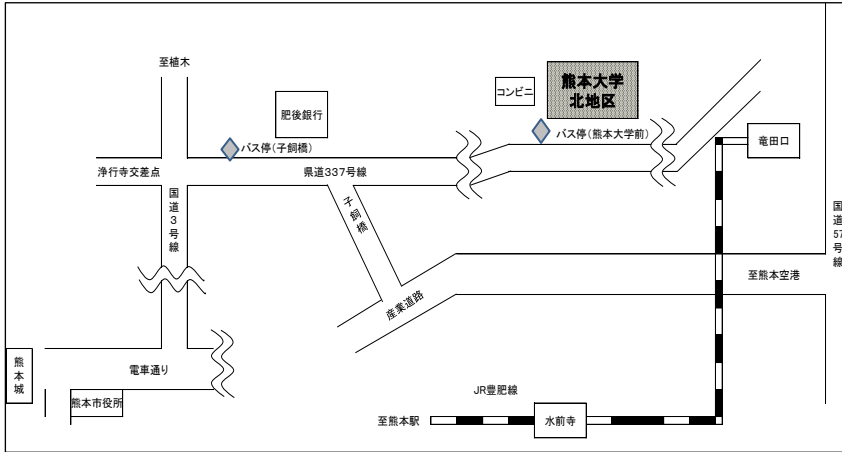 至植木
肥後銀行
コンビニ
熊本大学
北地区
バス停(子飼橋)
バス停(熊本大学前)
竜田口
浄行寺交差点
県道337号線
国道3号線
子飼橋
国道57号線
至熊本空港
産業道路
熊本城
電車通り
熊本市役所
JR豊肥線
至熊本駅
水前寺